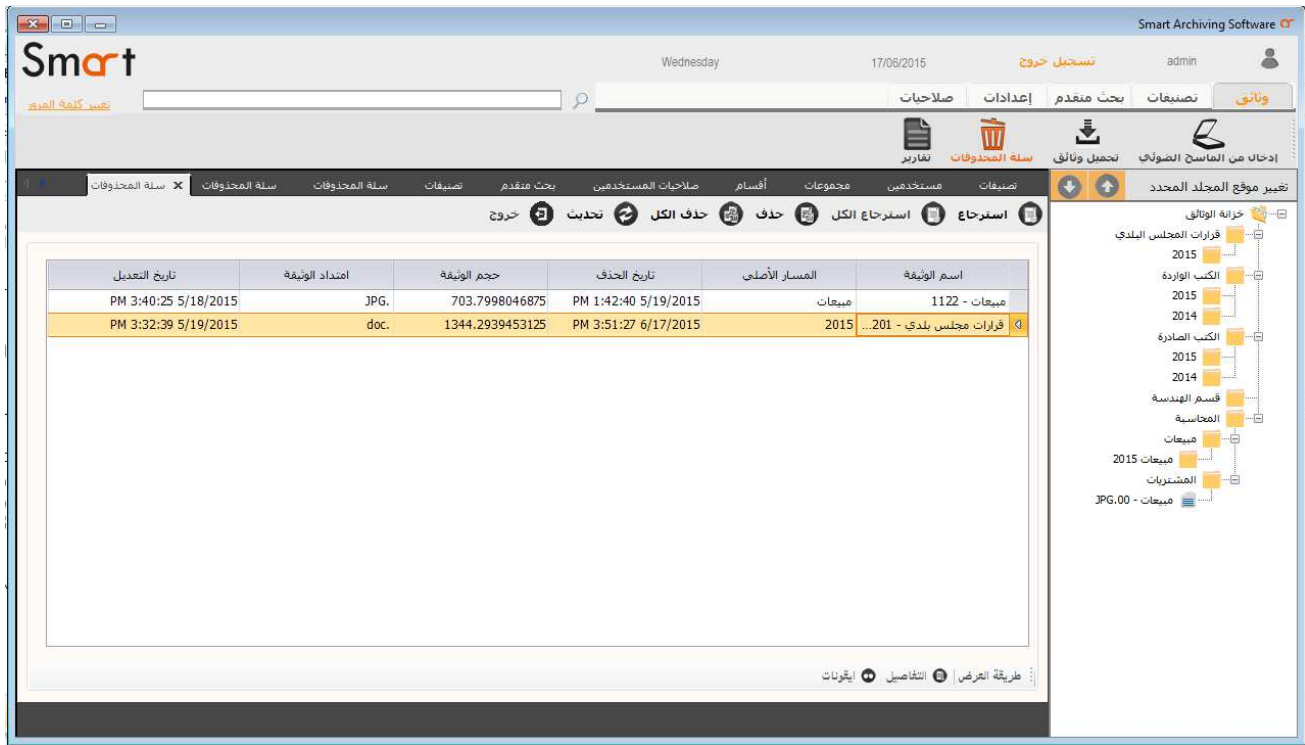 Smart Archiving Software
Smart
admin
تسجيل خروج
17/06/2015
Wednesday
وثائق
تصنيفات
بحث متقدم
إعدادات
صلاحيات
تغيير كلمة المرور
إدخال من الماسح الضوئي
تحميل وثائق
سلة المحذوفات
تقارير
تغيير موقع المجلد المحدد
خزانة الوثائق
قرارات المجلس البلدي
2015
الكتب الواردة
2015
2014
الكتب الصادرة
2015
2014
قسم الهندسة
المحاسبة
مبيعات
مبيعات 2015
المشتريات
مبيعات - 00.JPG
تصنيفات مستخدمين مجموعات أقسام صلاحيات المستخدمين بحث متقدم تصنيفات سلة المحذوفات سلة المحذوفات سلة المحذوفات
استرجاع استرجاع الكل حذف حذف الكل تحديث خروج
اسم الوثيقة المسار الأصلي تاريخ الحذف حجم الوثيقة امتداد الوثيقة تاريخ التعديل
مبيعات - 1122 مبيعات PM 1:42:40 5/19/2015 703.7998046875 JPG. PM 3:40:25 5/18/2015
قرارات مجلس بلدي - 201... 2015 PM 3:51:27 6/17/2015 1344.2939453125 doc. PM 3:32:39 5/19/2015
طريقة العرض التفاصيل ايقونات